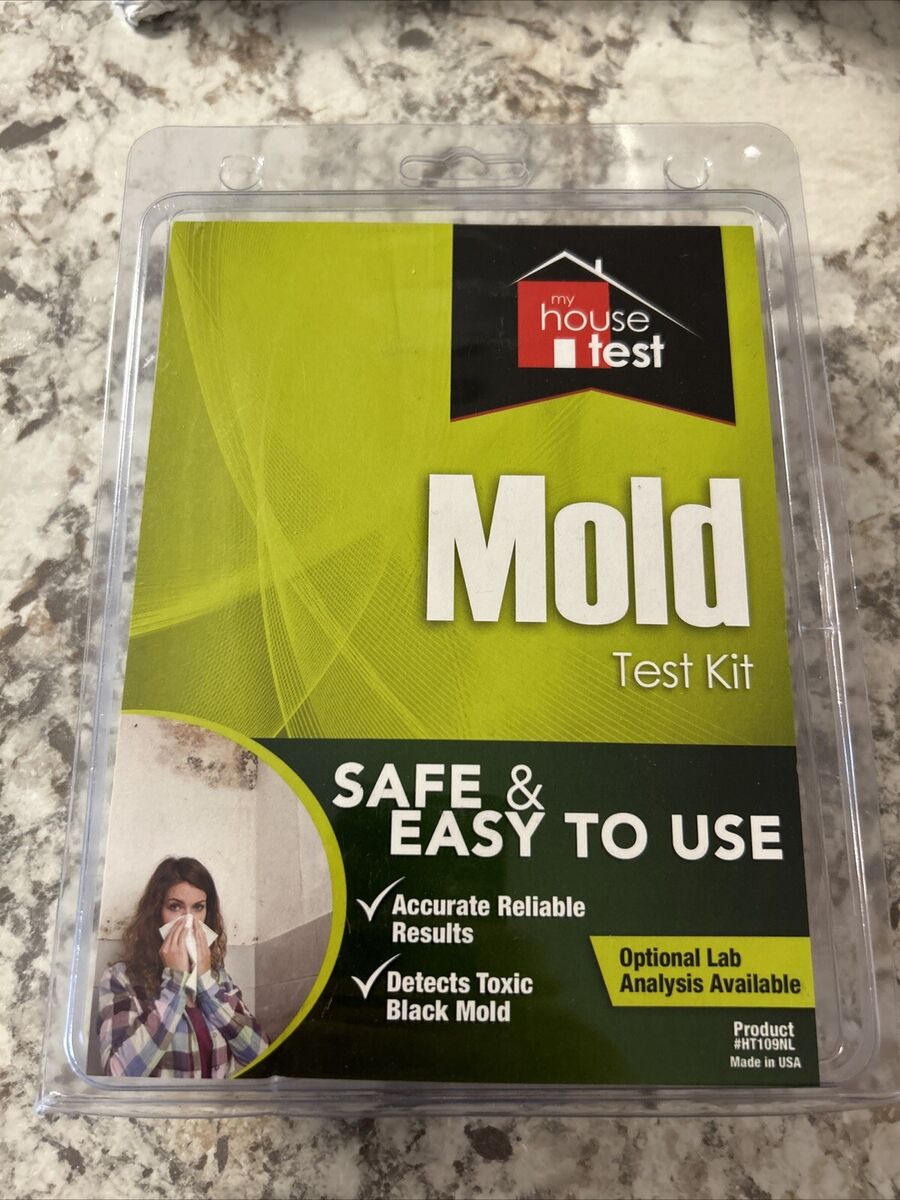 my
house
test
Mold
Test Kit
SAFE &
EASY TO USE
Accurate Reliable
Results
Detects Toxic
Black Mold
Optional Lab
Analysis Available
Product
#HT109NL
Made in USA